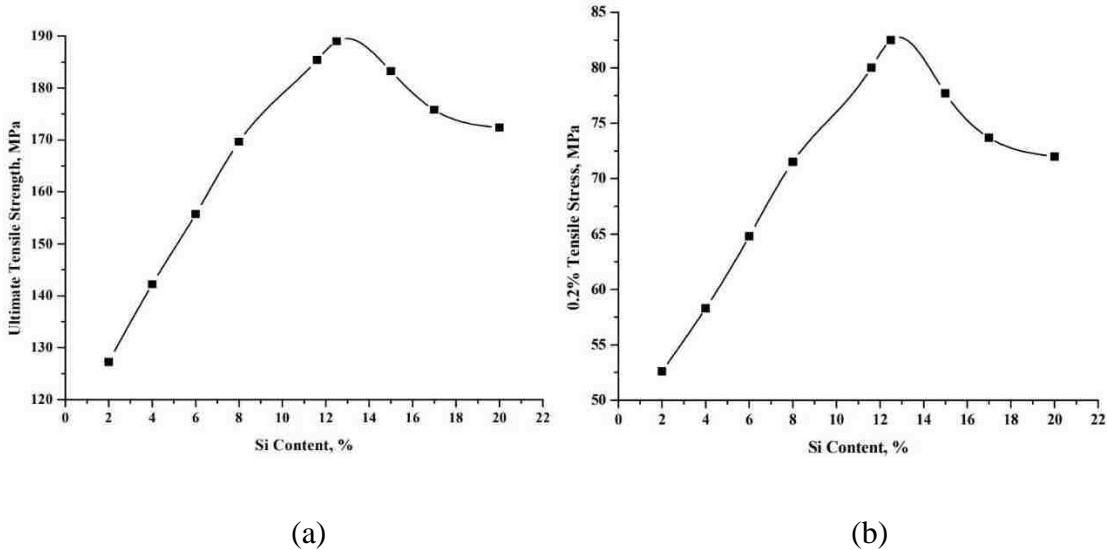 190
180
170
160
150
140
130
120
Ultimate Tensile Strength, MPa
0 2 4 6 8 10 12 14 16 18 20 22
Si Content, %
(a)
85
80
75
70
65
60
55
50
0.2% Tensile Stress, MPa
0 2 4 6 8 10 12 14 16 18 20 22
Si Content, %
(b)